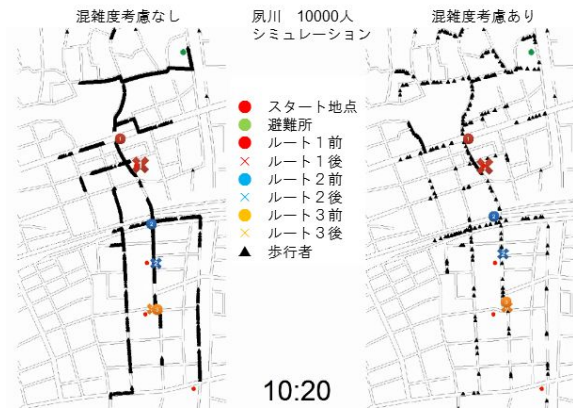 混雑度考慮なし
夙川 10000人
シミュレーション
混雑度考慮あり
スタート地点
避難所
ルート1前
ルート1後
ルート2前
ルート2後
ルート3前
ルート3後
歩行者
10:20